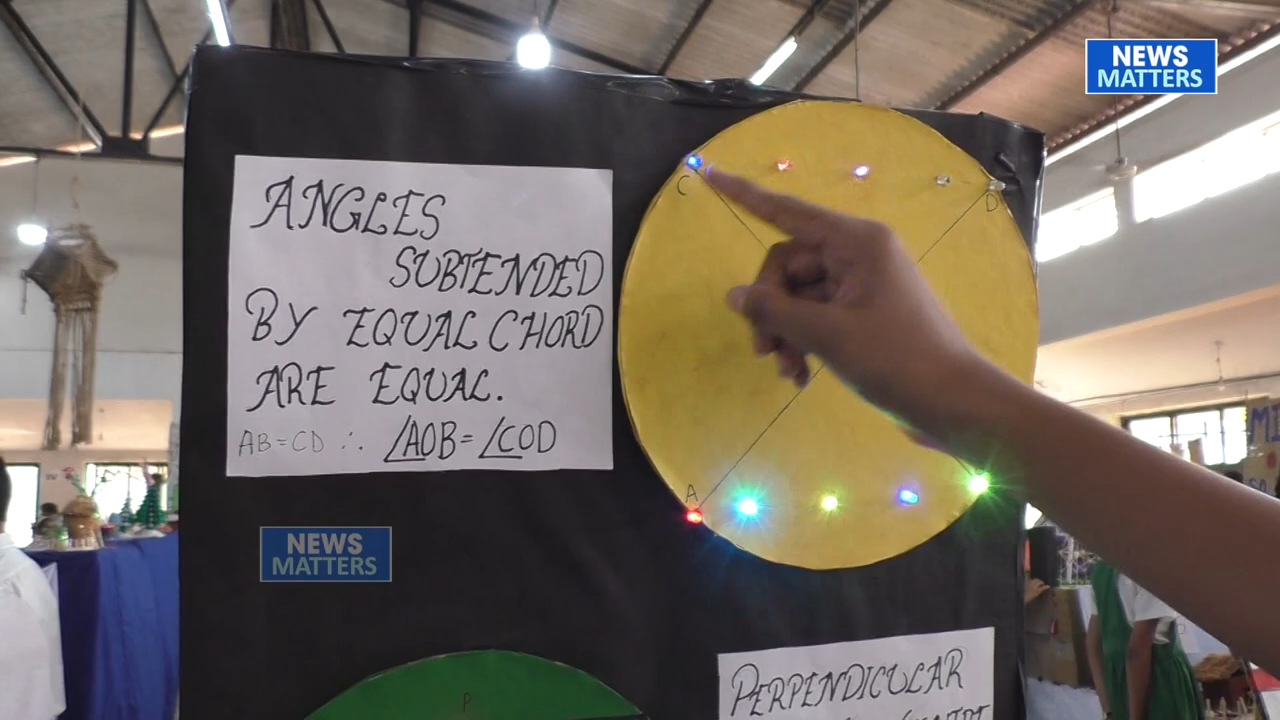 NEWS
MATTERS
ANGLES
SUBTENDED
BY EQUAL CHORD
ARE EQUAL.
AB=CD ∴ ∠AOB=∠COD
C
D
A
NEWS
MATTERS
P
PERPENDICULAR